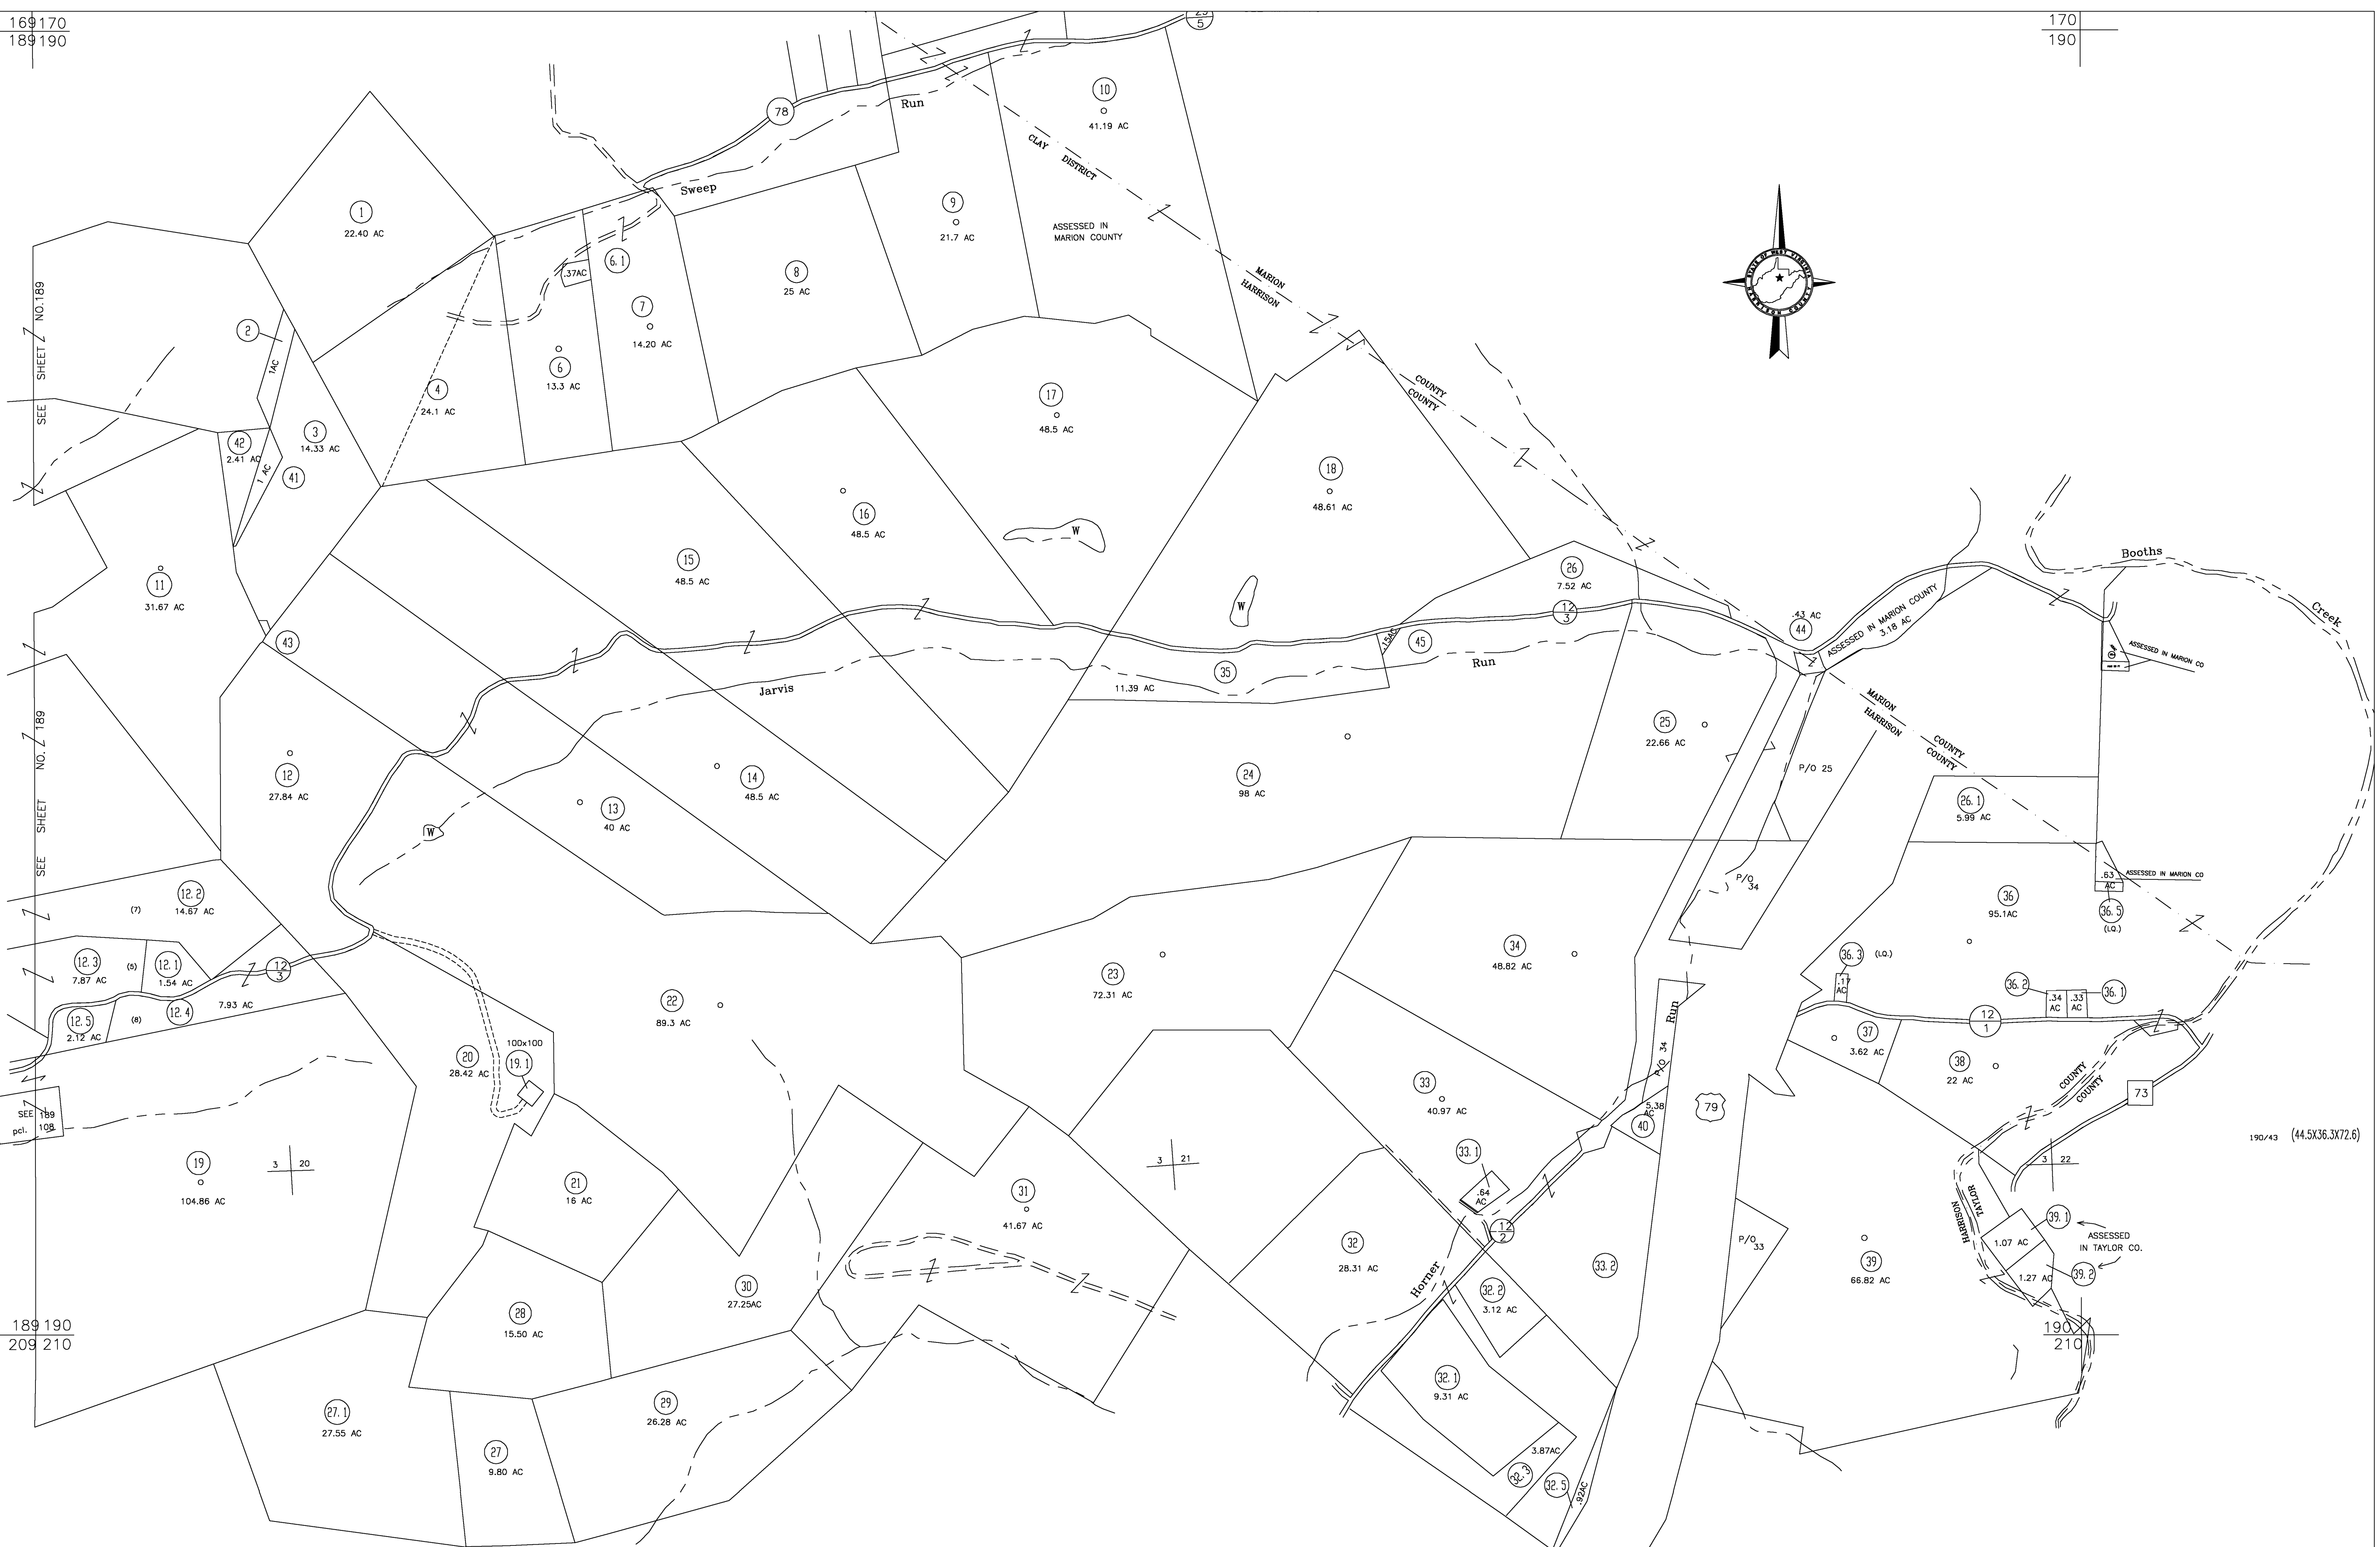 169 170
189 190
170
190
5
78
Run
Sweep
10
41.19 AC
CLAY DISTRICT
1
22.40 AC
9
21.7 AC
ASSESSED IN
MARION COUNTY
6.1
.37AC
8
25 AC
7
14.20 AC
MARION
HARRISON
STATE OF WEST VIRGINIA
HARRISON COUNTY
SEE SHEET NO.189
2
1AC
6
13.3 AC
4
24.1 AC
17
48.5 AC
COUNTY
COUNTY
3
14.33 AC
42
2.41 AC
1 AC
41
18
48.61 AC
16
48.5 AC
W
15
48.5 AC
11
31.67 AC
26
7.52 AC
12
3
W
Booths
Creek
43
.43 AC
44
ASSESSED IN MARION COUNTY
3.18 AC
.15AC
45
Run
35
11.39 AC
Jarvis
ASSESSED IN MARION CO
MARION
HARRISON
COUNTY
COUNTY
SEE SHEET NO. 189
25
22.66 AC
P/O 25
12
27.84 AC
24
98 AC
14
48.5 AC
13
40 AC
W
26.1
5.99 AC
12.2
14.67 AC
(7)
P/O
34
.63
AC
ASSESSED IN MARION CO
36
95.1AC
36.5
(LQ.)
34
48.82 AC
36.3
(LQ.)
.17
AC
12.3
7.87 AC
(5)
12.1
1.54 AC
12
3
23
72.31 AC
22
89.3 AC
36.2
.34
AC
.33
AC
36.1
7.93 AC
12.4
(8)
12.5
2.12 AC
Run
12
1
37
3.62 AC
20
28.42 AC
100x100
19.1
P/O 34
38
22 AC
COUNTY
COUNTY
33
40.97 AC
5.38
AC
40
79
73
SEE 189
pcl. 108
190/43 (44.5X36.3X72.6)
19
104.86 AC
3 20
3 21
3 22
33.1
.64
AC
21
16 AC
31
41.67 AC
HARRISON
TAYLOR
39.1
1.07 AC
ASSESSED
IN TAYLOR CO.
1.27 AC
39.2
12
2
32
28.31 AC
P/O
33
39
66.82 AC
33.2
Horner
32.2
3.12 AC
30
27.25AC
28
15.50 AC
189 190
209 210
190
210
32.1
9.31 AC
29
26.28 AC
27.1
27.55 AC
27
9.80 AC
3.87AC
32.3
32.5
.92AC